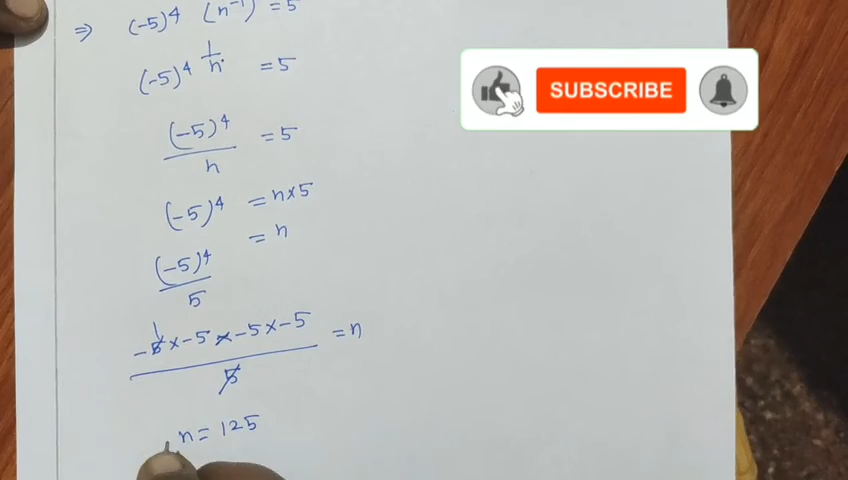 ⇒ (-5)⁴ (n⁻¹) = 5
(-5)⁴ 1/n = 5
(-5)⁴/n = 5
(-5)⁴ = n×5
(-5)⁴/5 = n
-5×-5×-5×-5/5 = n
n = 125
SUBSCRIBE